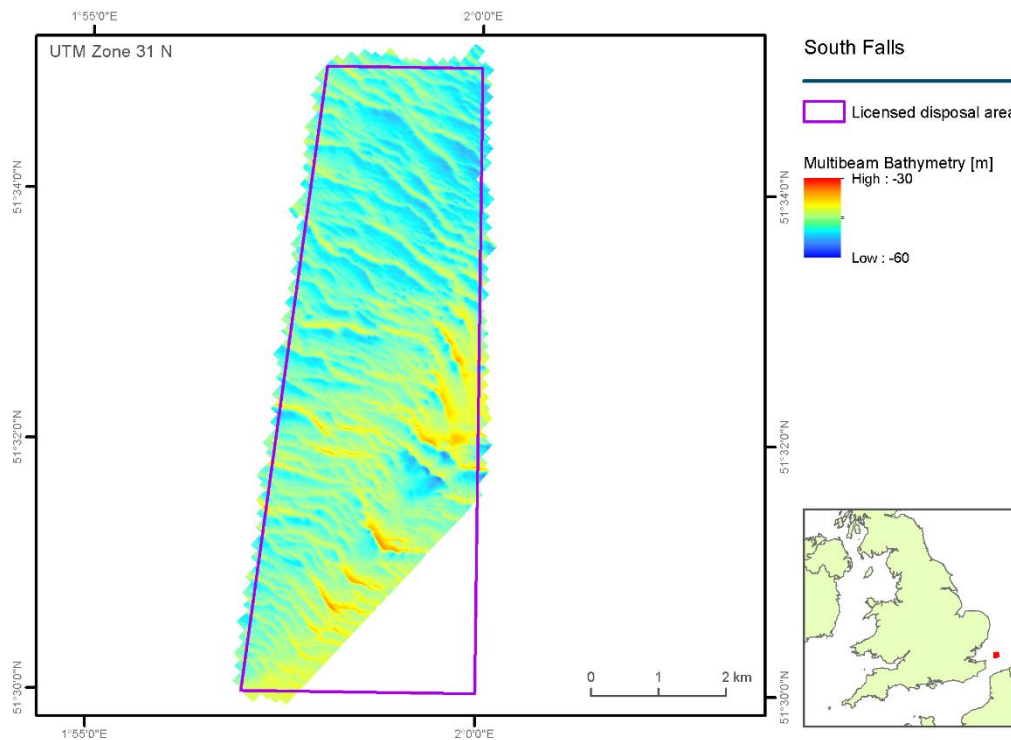 1°55'0"E
2°0'0"E
UTM Zone 31 N
South Falls
Licensed disposal area
Multibeam Bathymetry [m]
High : -30
Low : -60
51°34'0"N
51°34'0"N
51°32'0"N
51°32'0"N
51°30'0"N
51°30'0"N
0 1 2 km
1°55'0"E
2°0'0"E